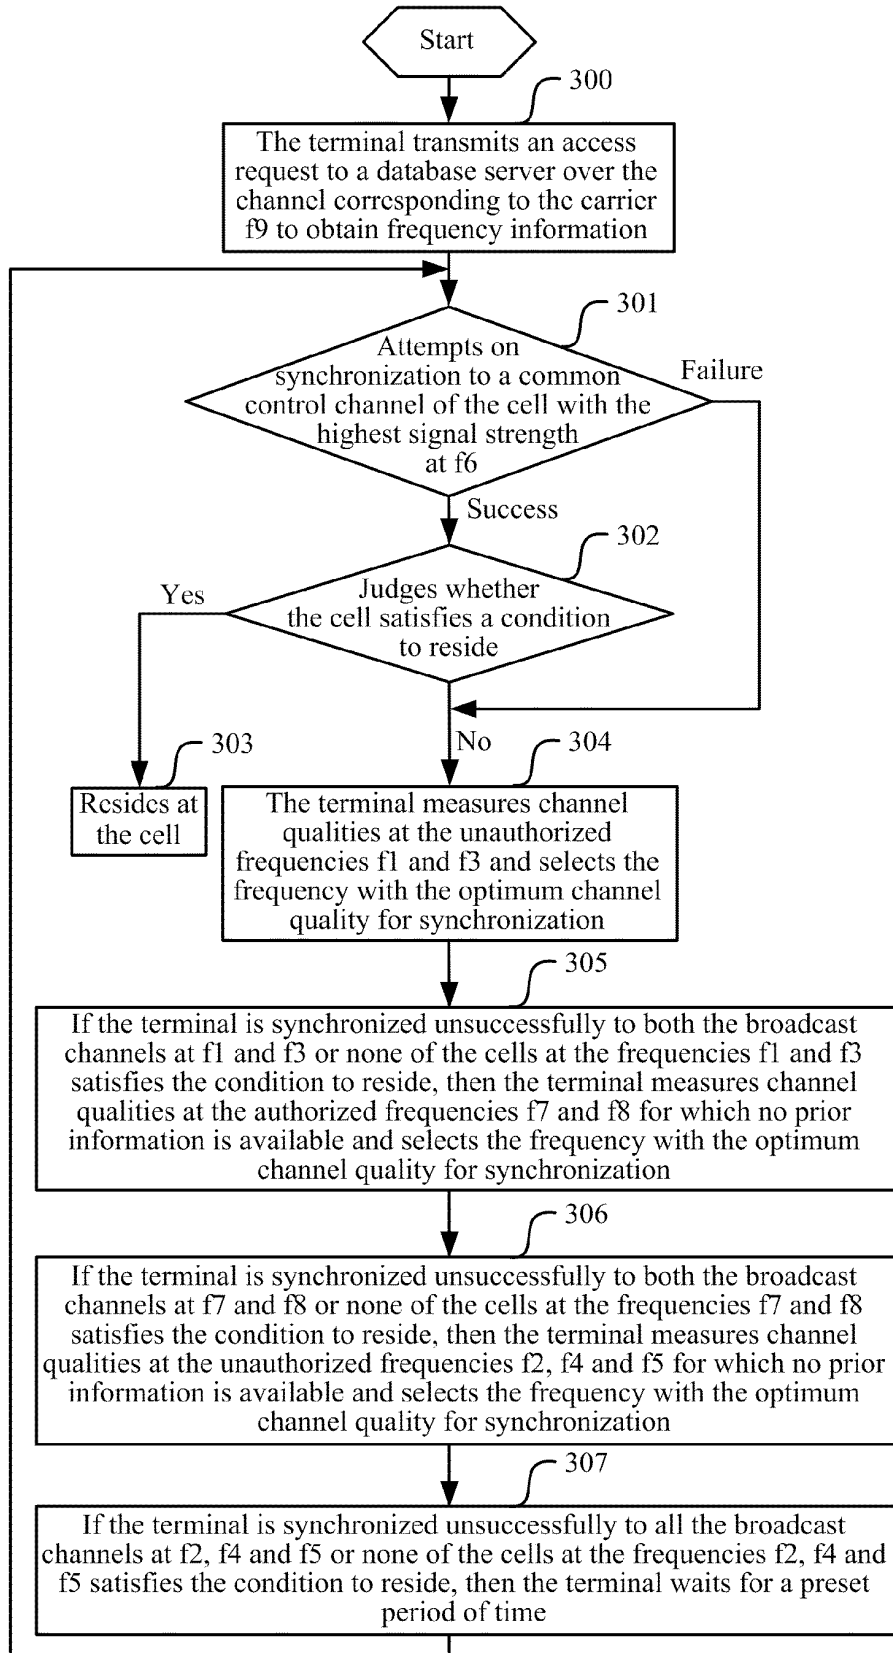 Start
300
The terminal transmits an access
request to a database server over the
channel corresponding to the carrier
f9 to obtain frequency information
301
Attempts on
synchronization to a common
control channel of the cell with the
highest signal strength
at f6
Failure
Success
302
Judges whether
the cell satisfies a condition
to reside
Yes
No
303
Resides at
the cell
304
The terminal measures channel
qualities at the unauthorized
frequencies f1 and f3 and selects the
frequency with the optimum channel
quality for synchronization
305
If the terminal is synchronized unsuccessfully to both the broadcast
channels at f1 and f3 or none of the cells at the frequencies f1 and f3
satisfies the condition to reside, then the terminal measures channel
qualities at the authorized frequencies f7 and f8 for which no prior
information is available and selects the frequency with the optimum
channel quality for synchronization
306
If the terminal is synchronized unsuccessfully to both the broadcast
channels at f7 and f8 or none of the cells at the frequencies f7 and f8
satisfies the condition to reside, then the terminal measures channel
qualities at the unauthorized frequencies f2, f4 and f5 for which no prior
information is available and selects the frequency with the optimum
channel quality for synchronization
307
If the terminal is synchronized unsuccessfully to all the broadcast
channels at f2, f4 and f5 or none of the cells at the frequencies f2, f4 and
f5 satisfies the condition to reside, then the terminal waits for a preset
period of time